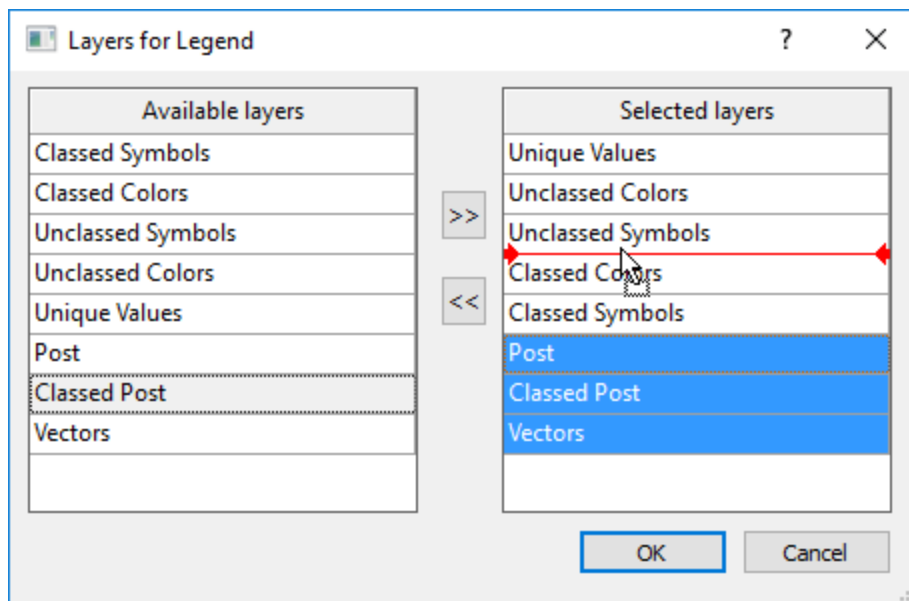 Layers for Legend ?
Available layers
Classed Symbols
Classed Colors
Unclassed Symbols
Unclassed Colors
Unique Values
Post
Classed Post
Vectors
>>
<<
Selected layers
Unique Values
Unclassed Colors
Unclassed Symbols
Classed Colors
Classed Symbols
Post
Classed Post
Vectors
OK Cancel